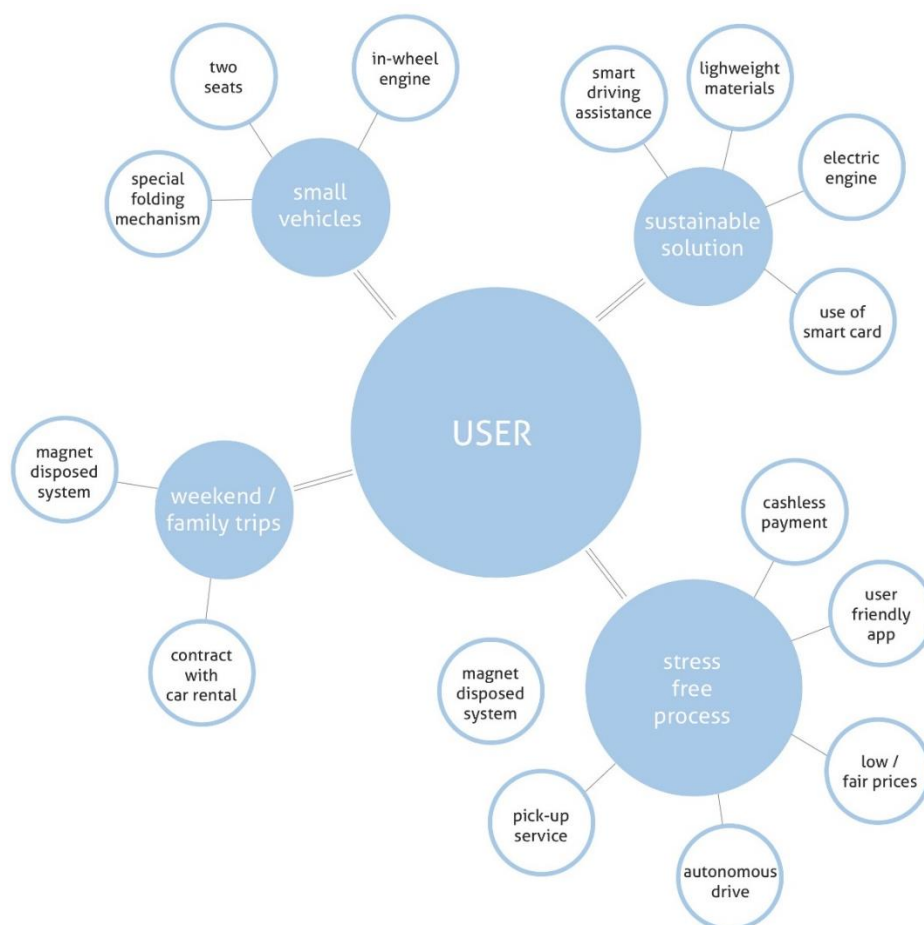 two
seats
in-wheel
engine
special
folding
mechanism
small
vehicles
smart
driving
assistance
lighweight
materials
electric
engine
use of
smart card
sustainable
solution
USER
magnet
disposed
system
weekend /
family trips
contract
with
car rental
cashless
payment
user
friendly
app
stress
free
process
magnet
disposed
system
low /
fair prices
pick-up
service
autonomous
drive